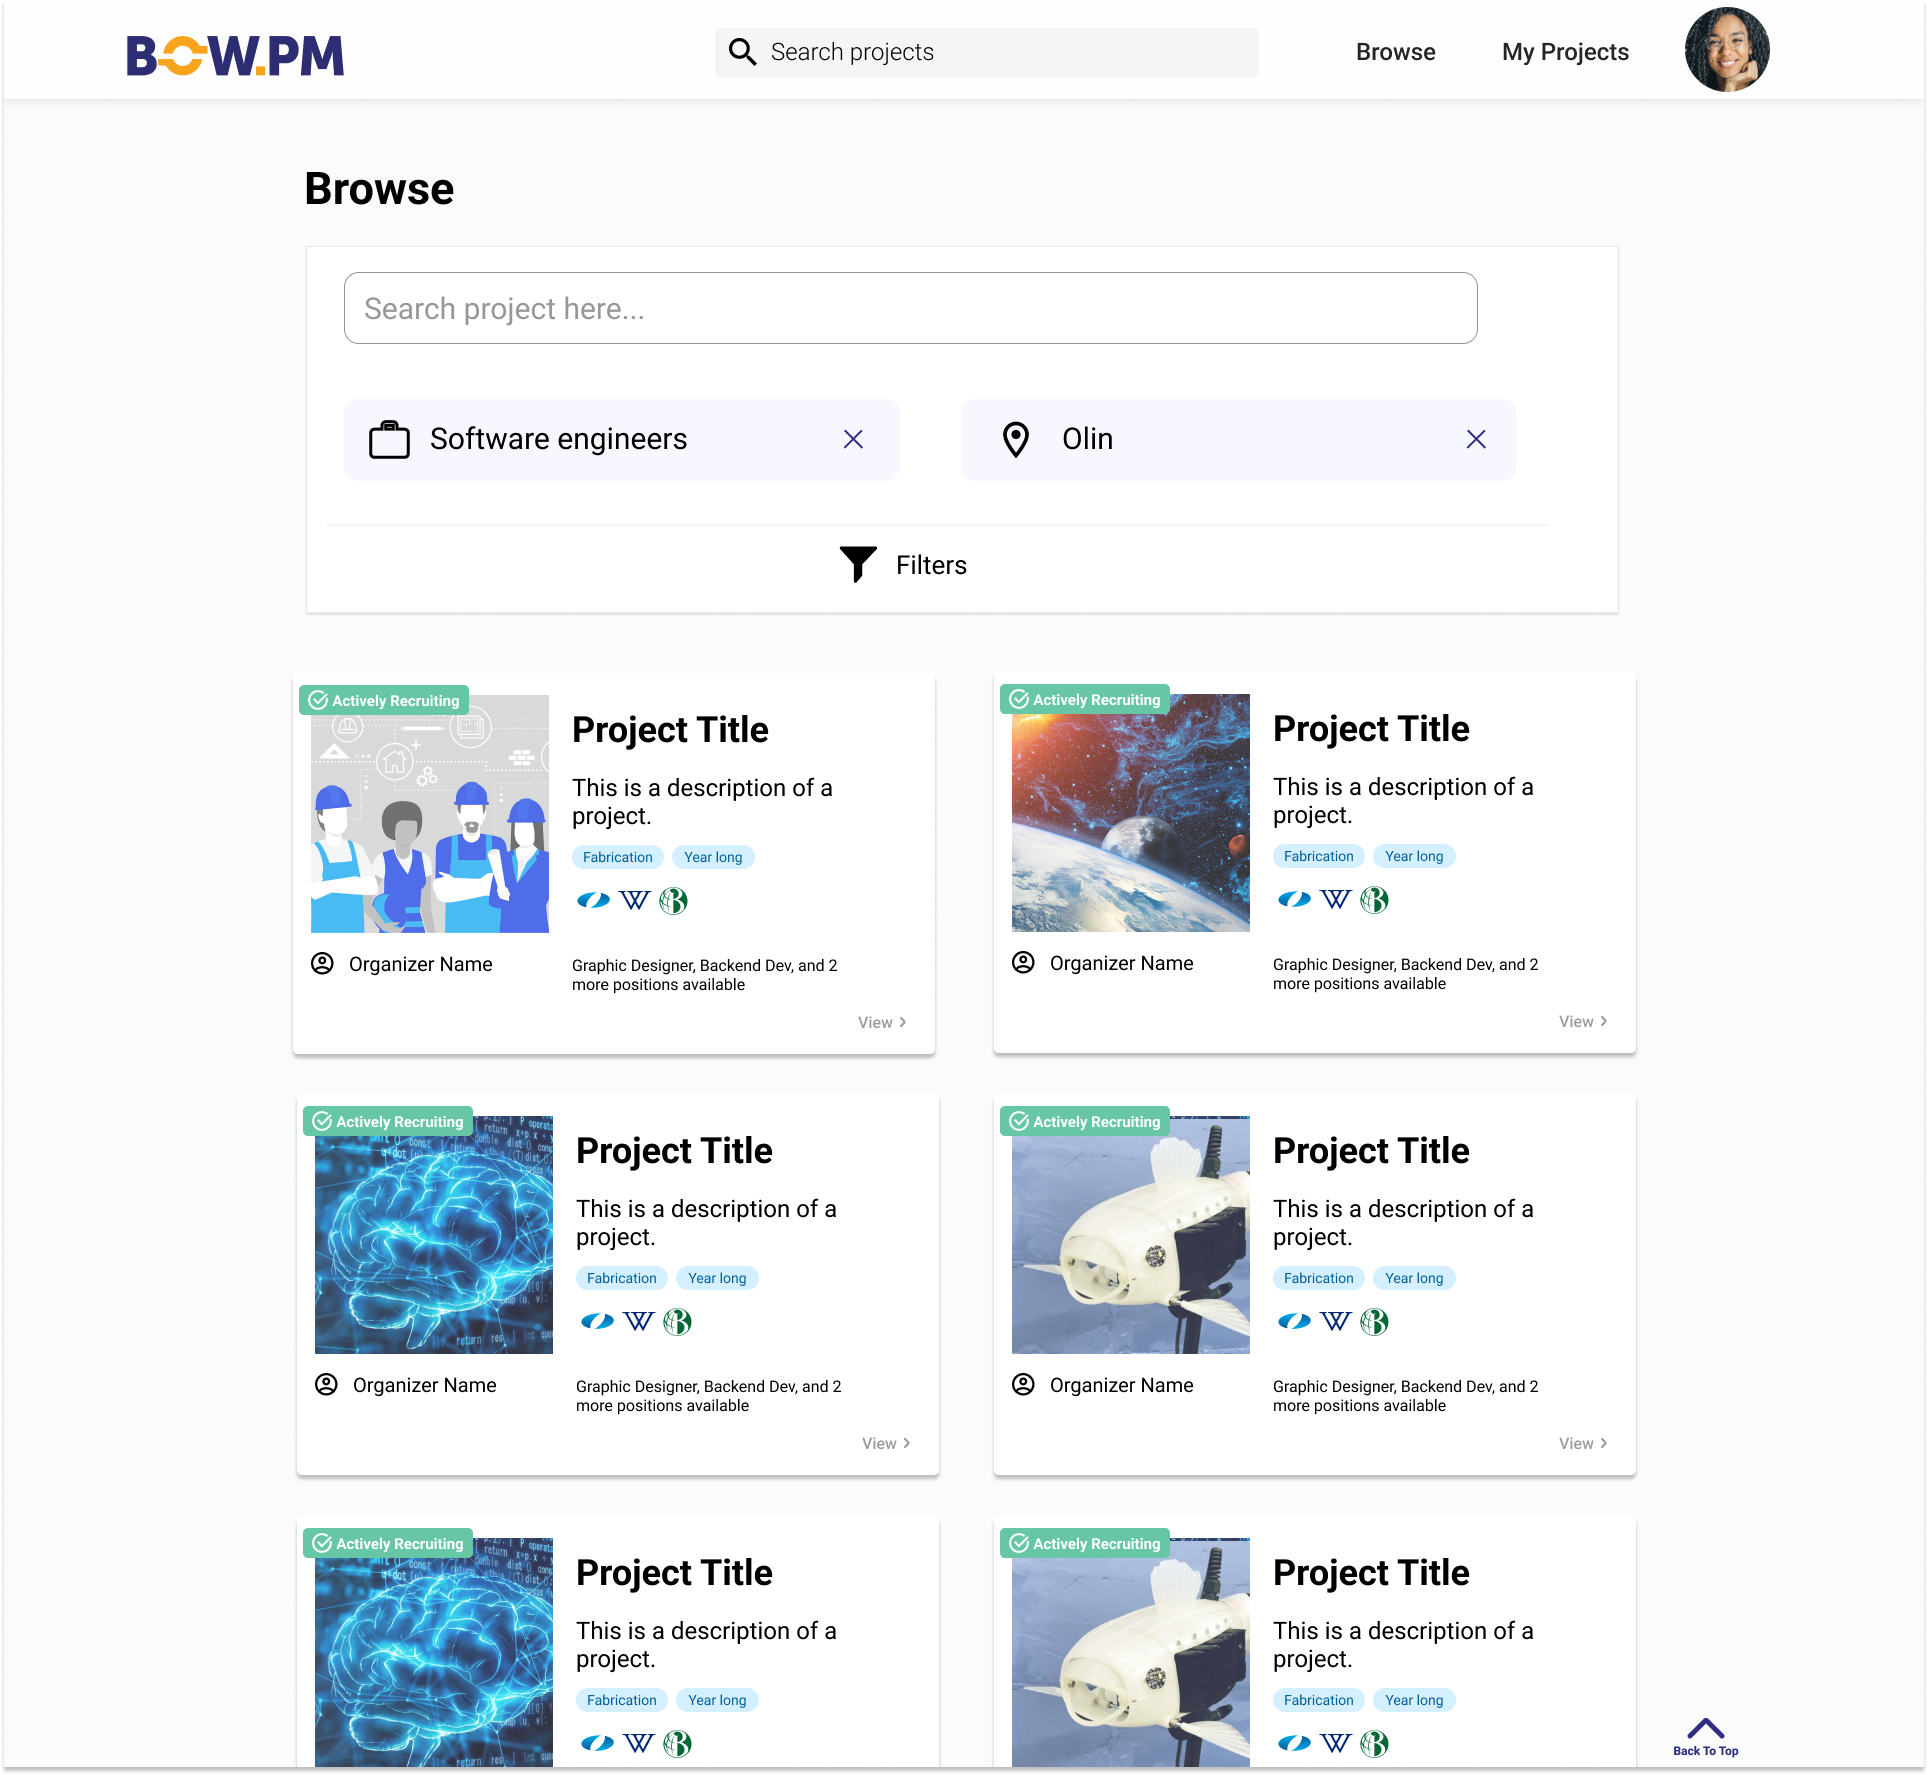 BOW.PM
Search projects
Browse
My Projects
Browse
Search project here...
Software engineers
Olin
Filters
Actively Recruiting
Project Title
This is a description of a
project.
Fabrication
Year long
W
B
Organizer Name
Graphic Designer, Backend Dev, and 2
more positions available
View
Actively Recruiting
Project Title
This is a description of a
project.
Fabrication
Year long
W
B
Organizer Name
Graphic Designer, Backend Dev, and 2
more positions available
View
Actively Recruiting
Project Title
This is a description of a
project.
Fabrication
Year long
W
B
Organizer Name
Graphic Designer, Backend Dev, and 2
more positions available
View
Actively Recruiting
Project Title
This is a description of a
project.
Fabrication
Year long
W
B
Organizer Name
Graphic Designer, Backend Dev, and 2
more positions available
View
Actively Recruiting
Project Title
This is a description of a
project.
Fabrication
Year long
W
B
Actively Recruiting
Project Title
This is a description of a
project.
Fabrication
Year long
W
B
Back To Top